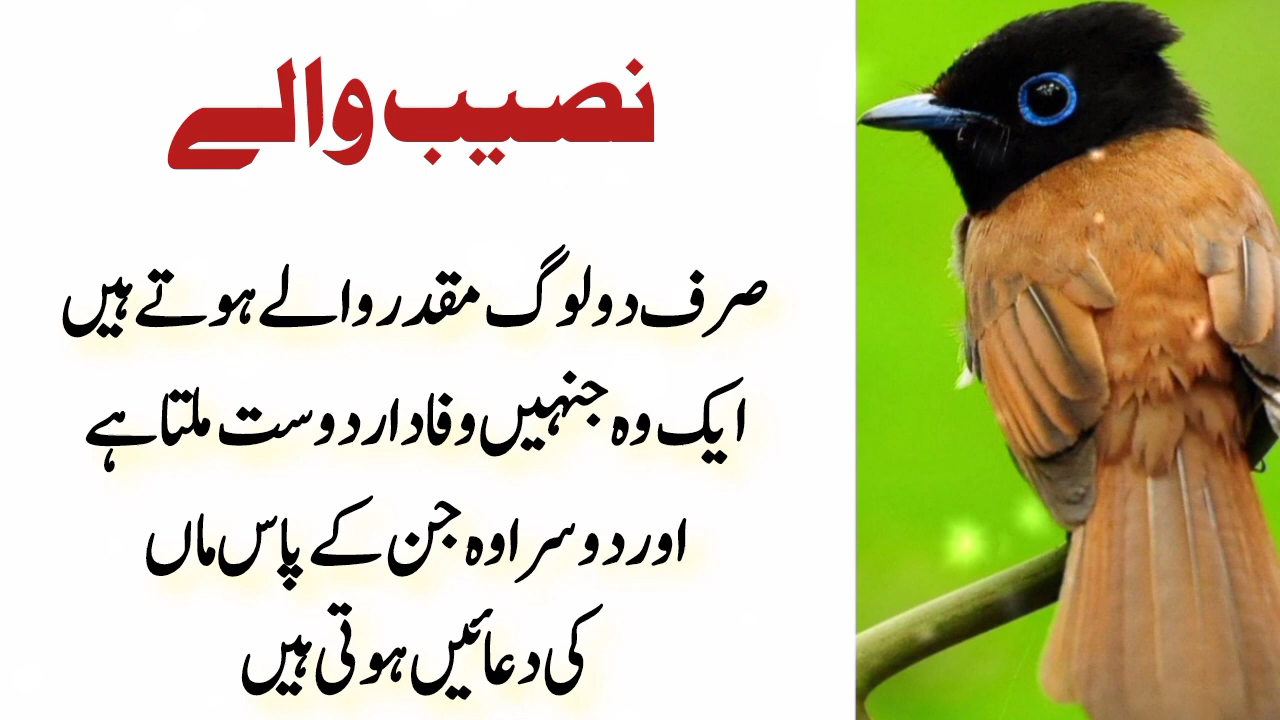 نصیب والے
صرف دو لوگ مقدر والے ہوتے ہیں
ایک وہ جنہیں وفادار دوست ملتا ہے
اور دوسرا وہ جن کے پاس ماں
کی دعائیں ہوتی ہیں